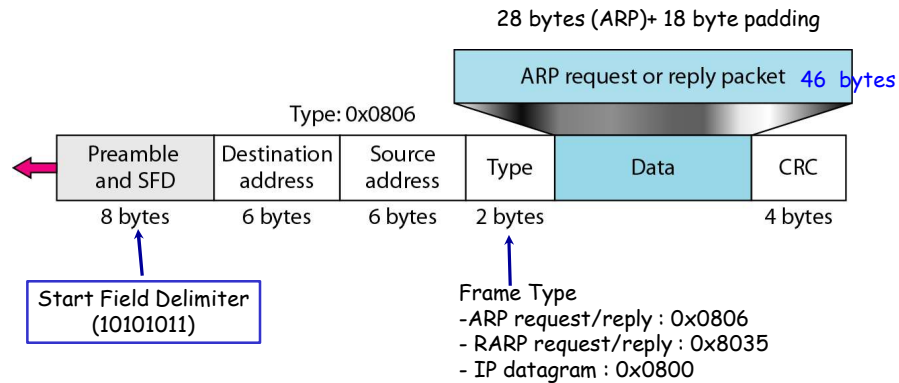 28 bytes (ARP)+ 18 byte padding
ARP request or reply packet 46 bytes
Type: 0x0806
Preamble
and SFD
Destination
address
Source
address
Type
Data
CRC
8 bytes
6 bytes
6 bytes
2 bytes
4 bytes
Start Field Delimiter
(10101011)
Frame Type
-ARP request/reply : 0x0806
- RARP request/reply : 0x8035
- IP datagram : 0x0800